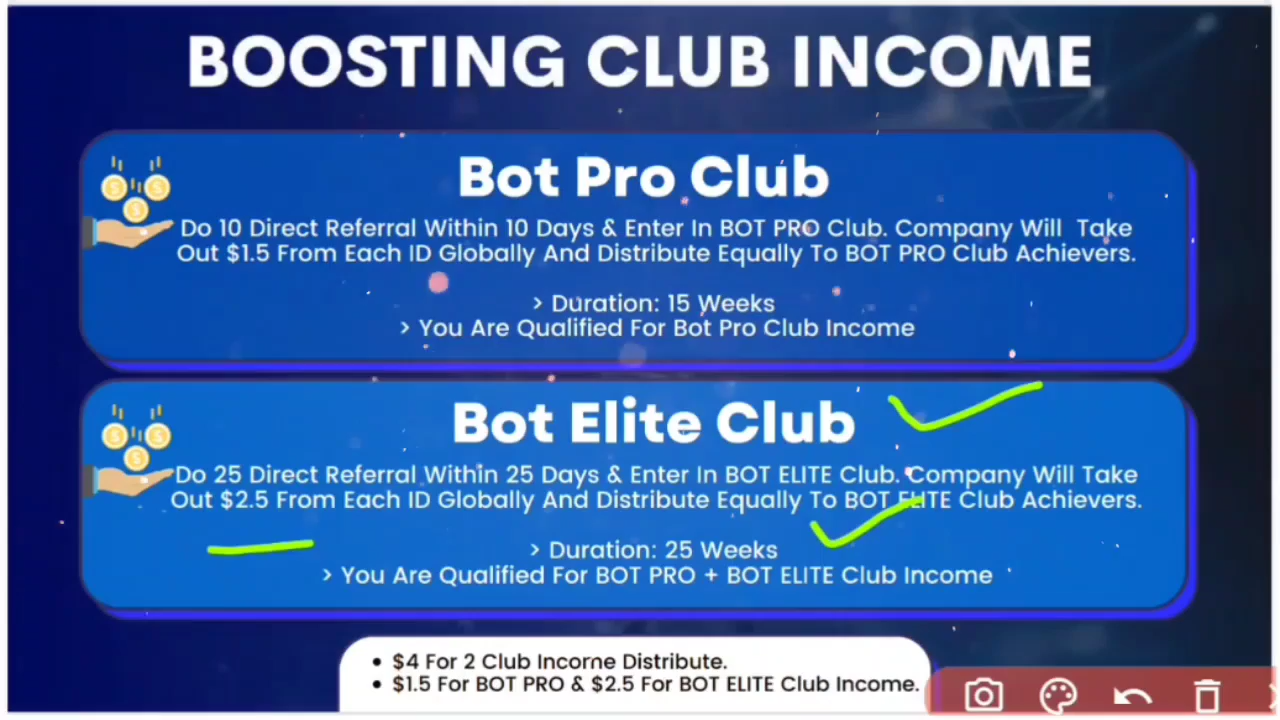 BOOSTING CLUB INCOME
Bot Pro Club
Do 10 Direct Referral Within 10 Days & Enter In BOT PRO Club. Company Will Take
Out $1.5 From Each ID Globally And Distribute Equally To BOT PRO Club Achievers.
> Duration: 15 Weeks
> You Are Qualified For Bot Pro Club Income
Bot Elite Club
Do 25 Direct Referral Within 25 Days & Enter In BOT ELITE Club. Company Will Take
Out $2.5 From Each ID Globally And Distribute Equally To BOT ELITE Club Achievers.
> Duration: 25 Weeks
> You Are Qualified For BOT PRO + BOT ELITE Club Income
• $4 For 2 Club Income Distribute.
• $1.5 For BOT PRO & $2.5 For BOT ELITE Club Income.